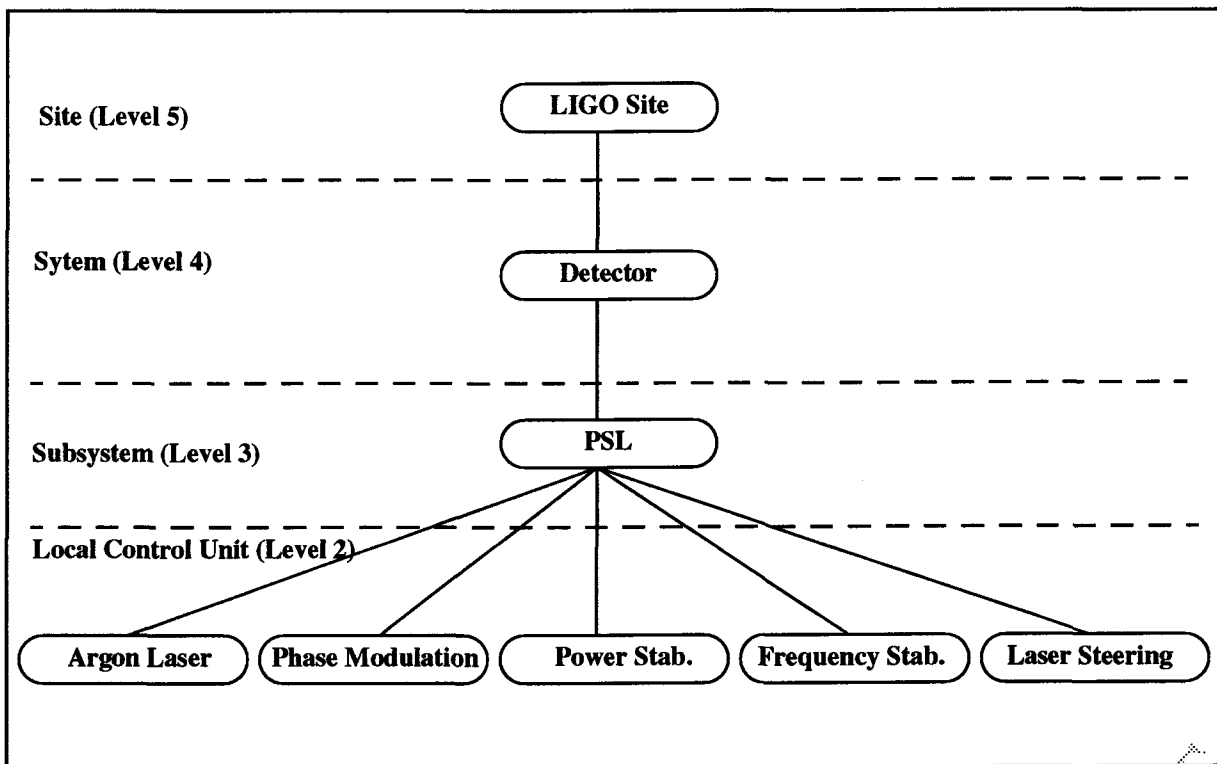 LIGO Site
Site (Level 5)
Sytem (Level 4)
Detector
PSL
Subsystem (Level 3)
Local Control Unit (Level 2)
Argon Laser
Phase Modulation
Power Stab.
Frequency Stab.
Laser Steering